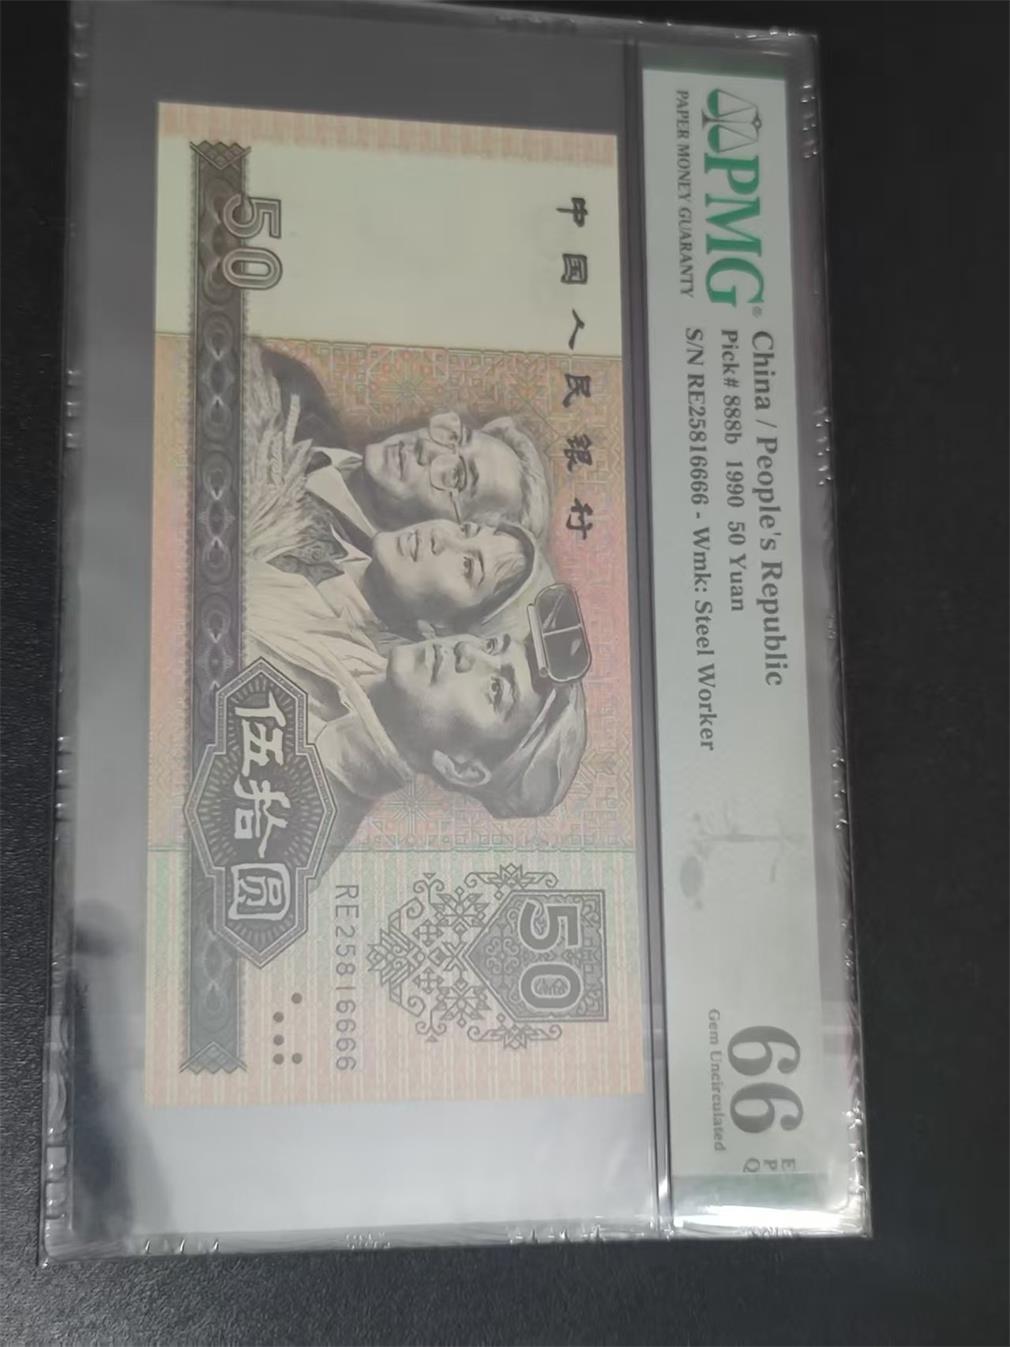 PMG®
PAPER MONEY GUARANTY
China / People's Republic
Pick# 888b 1990 50 Yuan
S/N RE25816666 - Wmk: Steel Worker
66
EPQ
Gem Uncirculated
中国人民银行
50
50
伍拾圆
RE25816666